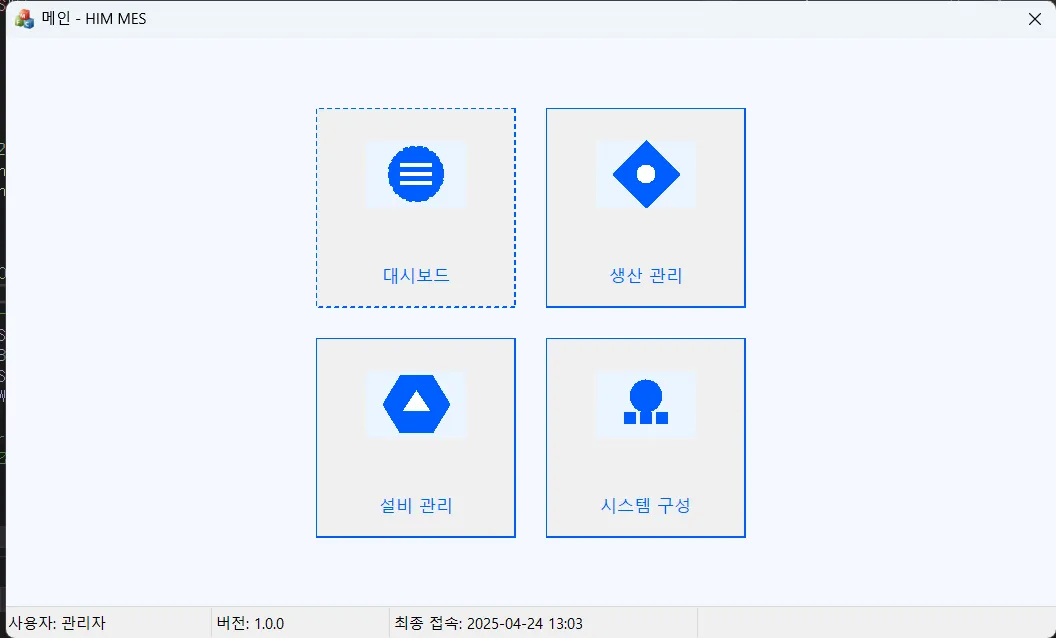 메인 - HIM MES
대시보드
생산 관리
설비 관리
시스템 구성
사용자: 관리자
버전: 1.0.0
최종 접속: 2025-04-24 13:03